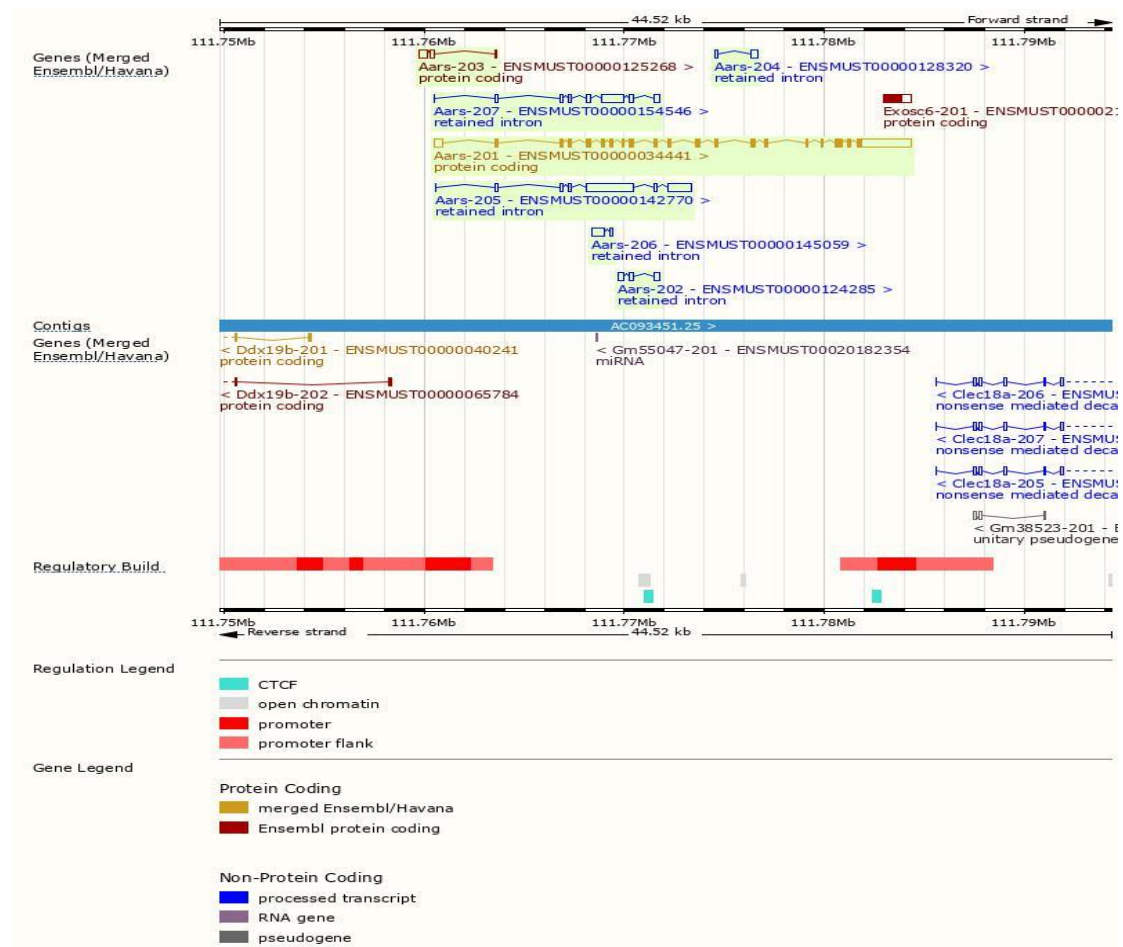 44.52 kb
Forward strand
111.75Mb 111.76Mb 111.77Mb 111.78Mb 111.79Mb
Genes (Merged
Ensembl/Havana)
Aars-203 - ENSMUST00000125268 >
protein coding
Aars-204 - ENSMUST00000128320 >
retained intron
Aars-207 - ENSMUST00000154546 >
retained intron
Exosc6-201 - ENSMUST0000021
protein coding
Aars-201 - ENSMUST00000034441 >
protein coding
Aars-205 - ENSMUST00000142770 >
retained intron
Aars-206 - ENSMUST00000145059 >
retained intron
Aars-202 - ENSMUST00000124285 >
retained intron
Contigs
AC093451.25 >
Genes (Merged
Ensembl/Havana)
< Ddx19b-201 - ENSMUST00000040241
protein coding
< Gm55047-201 - ENSMUST00020182354
miRNA
< Ddx19b-202 - ENSMUST00000065784
protein coding
< Clec18a-206 - ENSMUS
nonsense mediated deca
< Clec18a-207 - ENSMUS
nonsense mediated deca
< Clec18a-205 - ENSMUS
nonsense mediated deca
< Gm38523-201 - E
unitary pseudogene
Regulatory Build
111.75Mb 111.76Mb 111.77Mb 111.78Mb 111.79Mb
Reverse strand
44.52 kb
Regulation Legend
CTCF
open chromatin
promoter
promoter flank
Gene Legend
Protein Coding
merged Ensembl/Havana
Ensembl protein coding
Non-Protein Coding
processed transcript
RNA gene
pseudogene